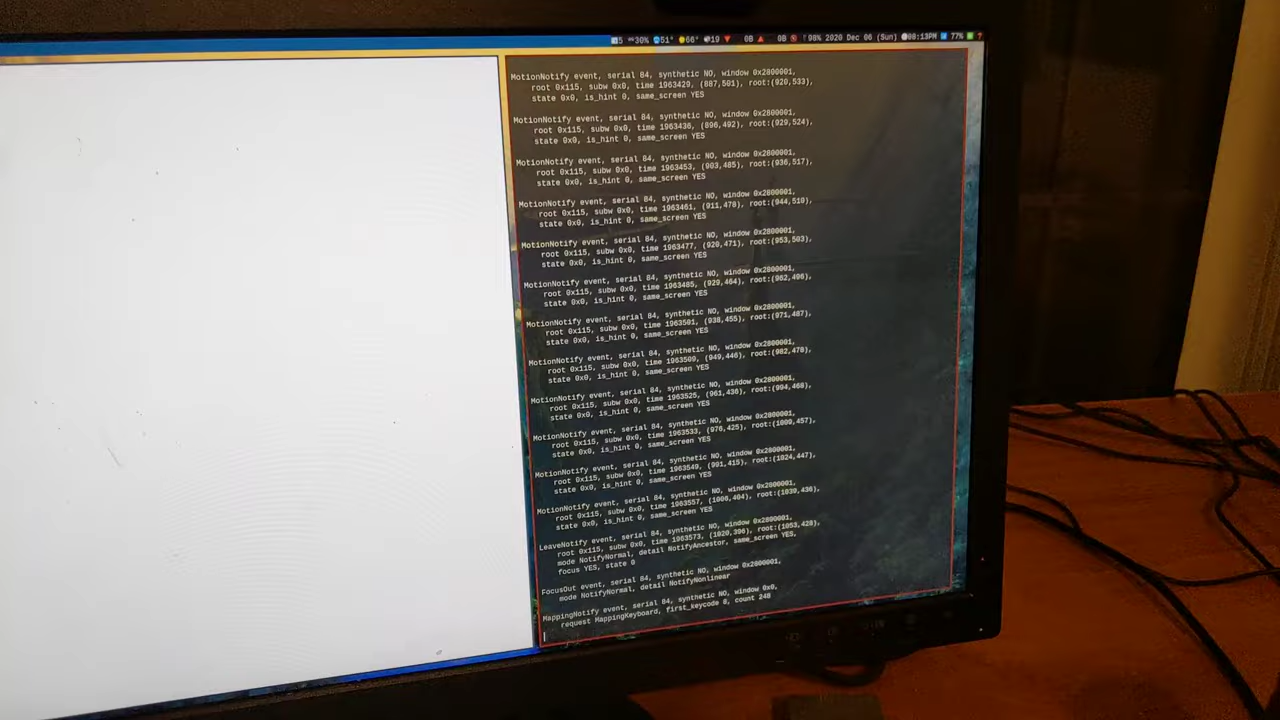 5 30% 51° 66° 19 0B 0B 98% 2020 Dec 06 (Sun) 08:13PM 77%
MotionNotify event, serial 84, synthetic NO, window 0x2800001,
root 0x115, subw 0x0, time 1963429, (887,501), root:(920,533),
state 0x0, is_hint 0, same_screen YES
MotionNotify event, serial 84, synthetic NO, window 0x2800001,
root 0x115, subw 0x0, time 1963436, (896,492), root:(929,524),
state 0x0, is_hint 0, same_screen YES
MotionNotify event, serial 84, synthetic NO, window 0x2800001,
root 0x115, subw 0x0, time 1963453, (903,485), root:(936,517),
state 0x0, is_hint 0, same_screen YES
MotionNotify event, serial 84, synthetic NO, window 0x2800001,
root 0x115, subw 0x0, time 1963461, (911,478), root:(944,510),
state 0x0, is_hint 0, same_screen YES
MotionNotify event, serial 84, synthetic NO, window 0x2800001,
root 0x115, subw 0x0, time 1963477, (920,471), root:(953,503),
state 0x0, is_hint 0, same_screen YES
MotionNotify event, serial 84, synthetic NO, window 0x2800001,
root 0x115, subw 0x0, time 1963485, (929,464), root:(962,496),
state 0x0, is_hint 0, same_screen YES
MotionNotify event, serial 84, synthetic NO, window 0x2800001,
root 0x115, subw 0x0, time 1963501, (938,455), root:(971,487),
state 0x0, is_hint 0, same_screen YES
MotionNotify event, serial 84, synthetic NO, window 0x2800001,
root 0x115, subw 0x0, time 1963509, (949,446), root:(982,478),
state 0x0, is_hint 0, same_screen YES
MotionNotify event, serial 84, synthetic NO, window 0x2800001,
root 0x115, subw 0x0, time 1963525, (961,436), root:(994,468),
state 0x0, is_hint 0, same_screen YES
MotionNotify event, serial 84, synthetic NO, window 0x2800001,
root 0x115, subw 0x0, time 1963533, (976,425), root:(1009,457),
state 0x0, is_hint 0, same_screen YES
MotionNotify event, serial 84, synthetic NO, window 0x2800001,
root 0x115, subw 0x0, time 1963549, (991,415), root:(1024,447),
state 0x0, is_hint 0, same_screen YES
MotionNotify event, serial 84, synthetic NO, window 0x2800001,
root 0x115, subw 0x0, time 1963557, (1006,404), root:(1039,436),
state 0x0, is_hint 0, same_screen YES
LeaveNotify event, serial 84, synthetic NO, window 0x2800001,
root 0x115, subw 0x0, time 1963573, (1020,396), root:(1053,428),
mode NotifyNormal, detail NotifyAncestor, same_screen YES,
focus YES, state 0
FocusOut event, serial 84, synthetic NO, window 0x2800001,
mode NotifyNormal, detail NotifyNonlinear
MappingNotify event, serial 84, synthetic NO, window 0x0,
request MappingKeyboard, first_keycode 8, count 248